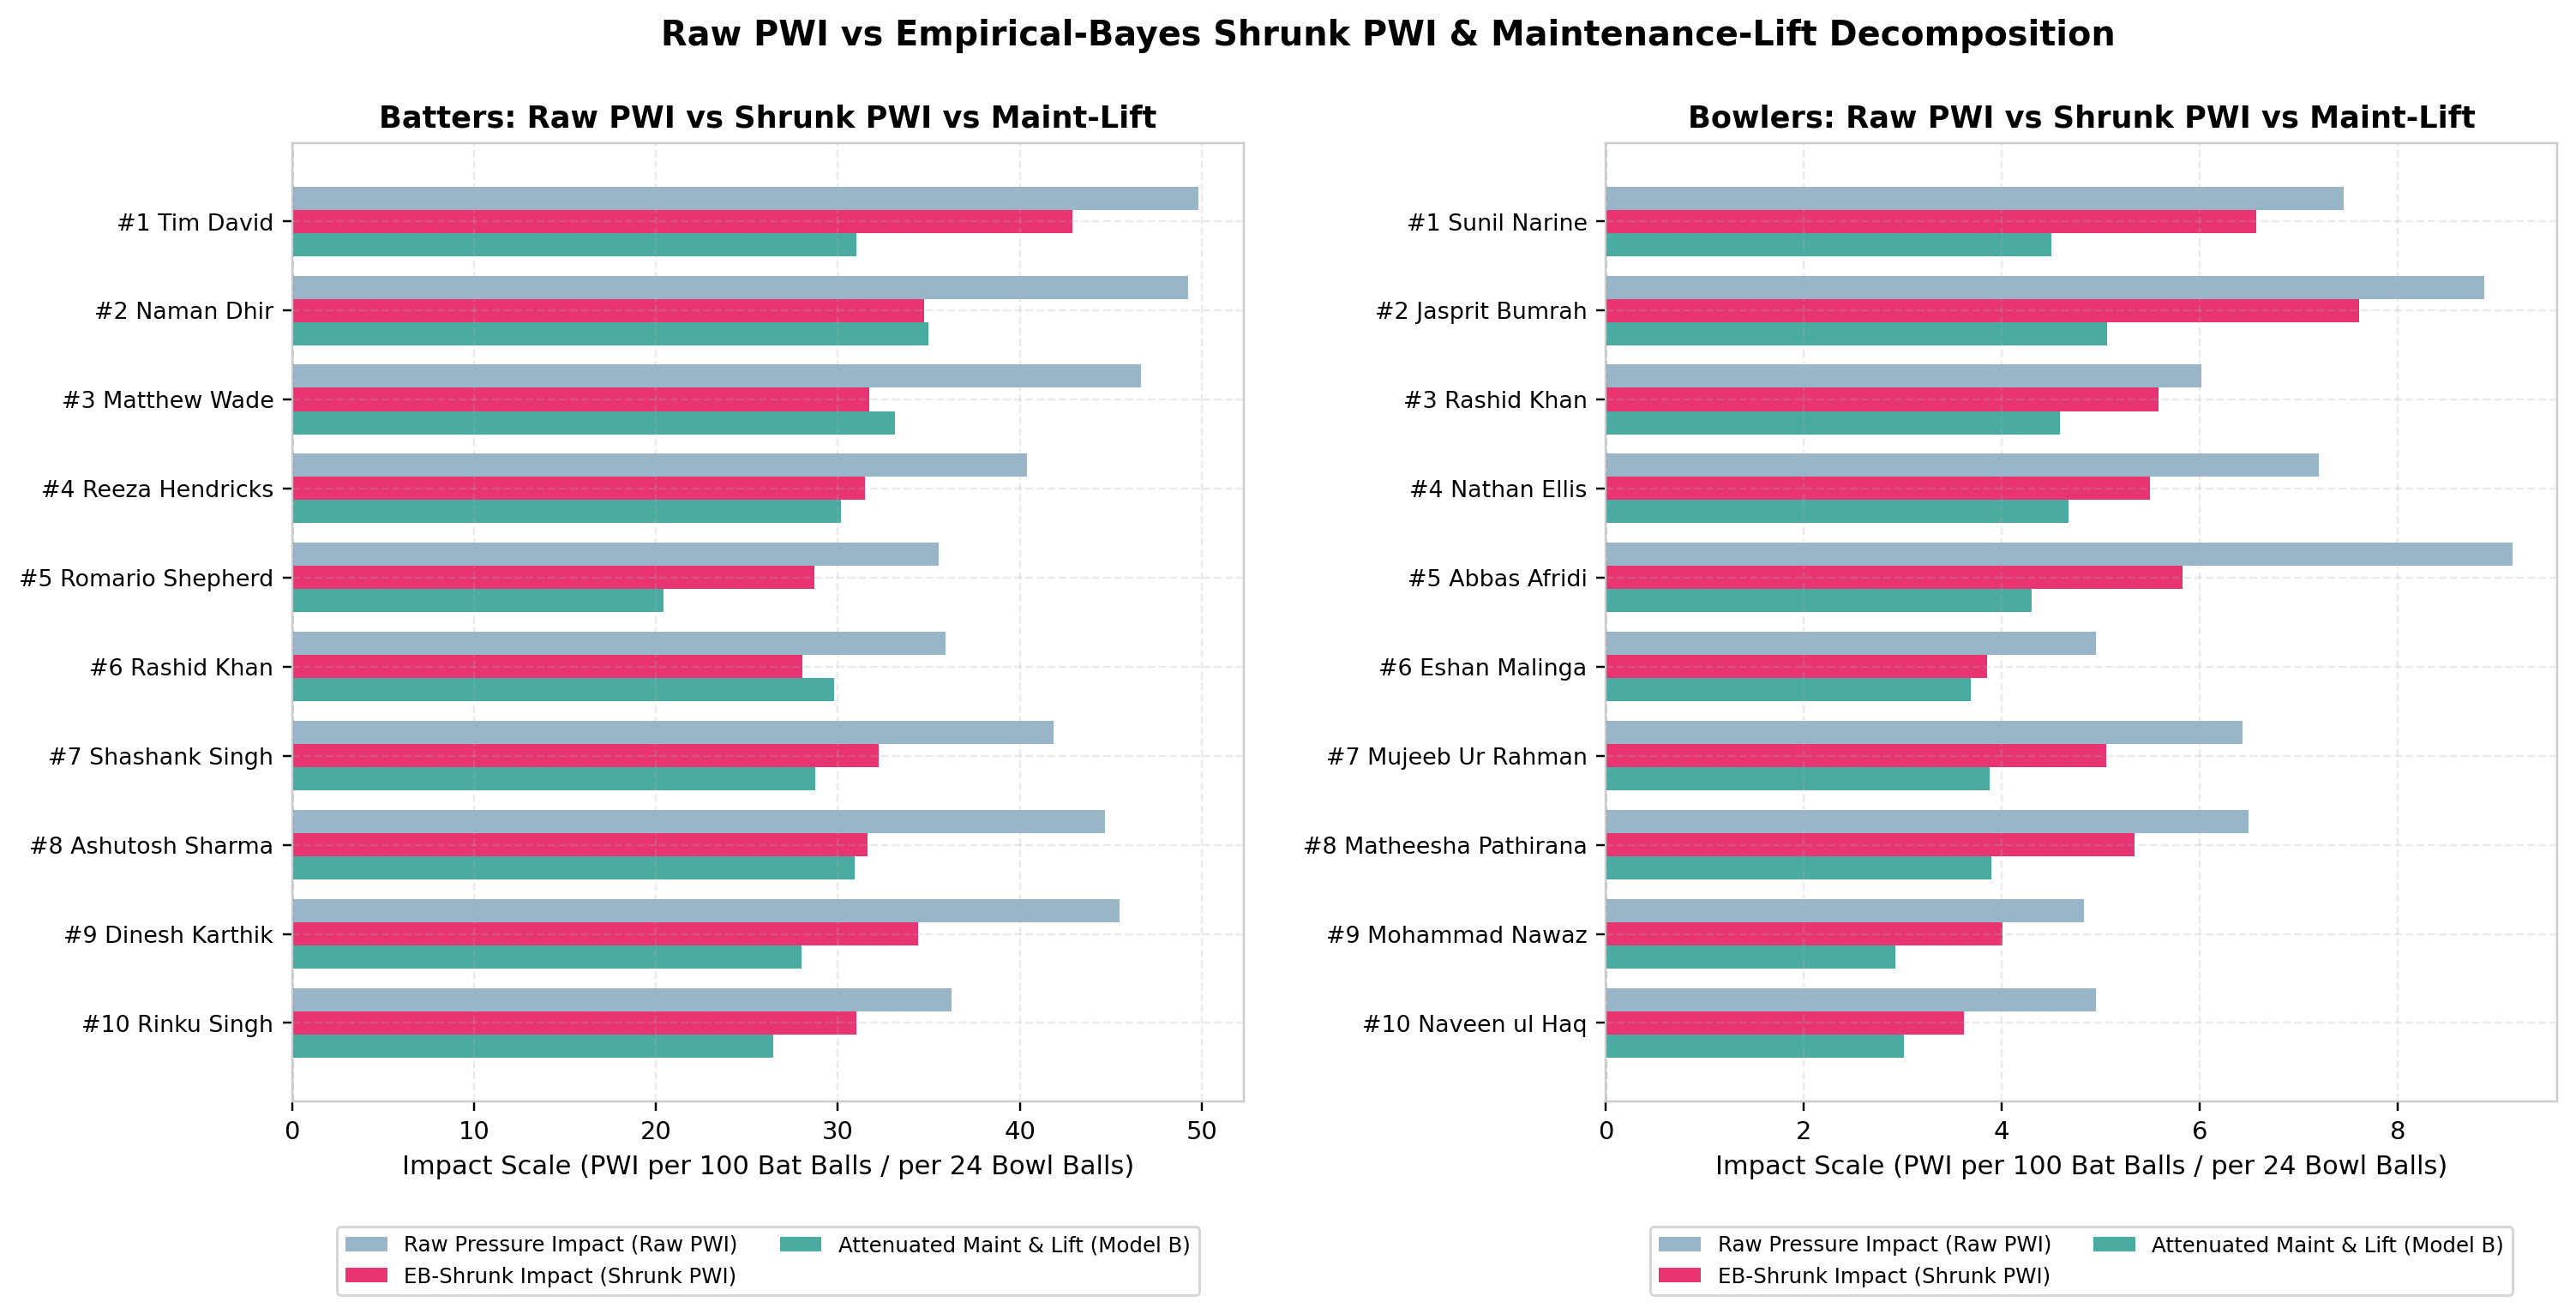 Raw PWI vs Empirical-Bayes Shrunk PWI & Maintenance-Lift Decomposition
Batters: Raw PWI vs Shrunk PWI vs Maint-Lift
#1 Tim David
#2 Naman Dhir
#3 Matthew Wade
#4 Reeza Hendricks
#5 Romario Shepherd
#6 Rashid Khan
#7 Shashank Singh
#8 Ashutosh Sharma
#9 Dinesh Karthik
#10 Rinku Singh
0 10 20 30 40 50
Impact Scale (PWI per 100 Bat Balls / per 24 Bowl Balls)
Raw Pressure Impact (Raw PWI)
EB-Shrunk Impact (Shrunk PWI)
Attenuated Maint & Lift (Model B)
Bowlers: Raw PWI vs Shrunk PWI vs Maint-Lift
#1 Sunil Narine
#2 Jasprit Bumrah
#3 Rashid Khan
#4 Nathan Ellis
#5 Abbas Afridi
#6 Eshan Malinga
#7 Mujeeb Ur Rahman
#8 Matheesha Pathirana
#9 Mohammad Nawaz
#10 Naveen ul Haq
0 2 4 6 8
Impact Scale (PWI per 100 Bat Balls / per 24 Bowl Balls)
Raw Pressure Impact (Raw PWI)
EB-Shrunk Impact (Shrunk PWI)
Attenuated Maint & Lift (Model B)